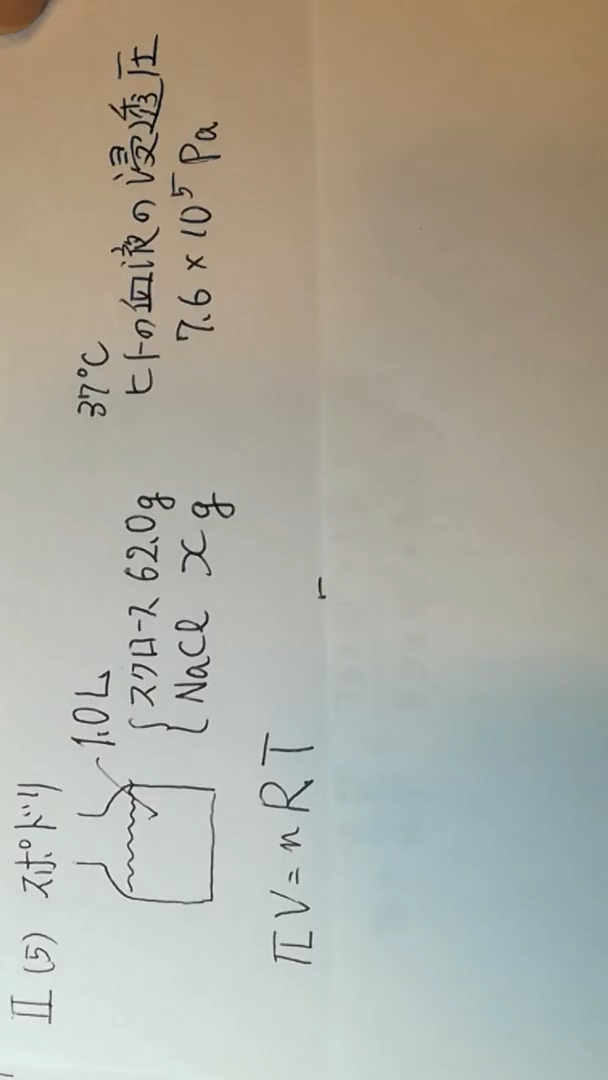 II (5) スポドリ
1.0L
スクロース 62.0g
NaCl x g
37°C
ヒトの血液の浸透圧
7.6 × 10⁵ Pa
πV = nRT